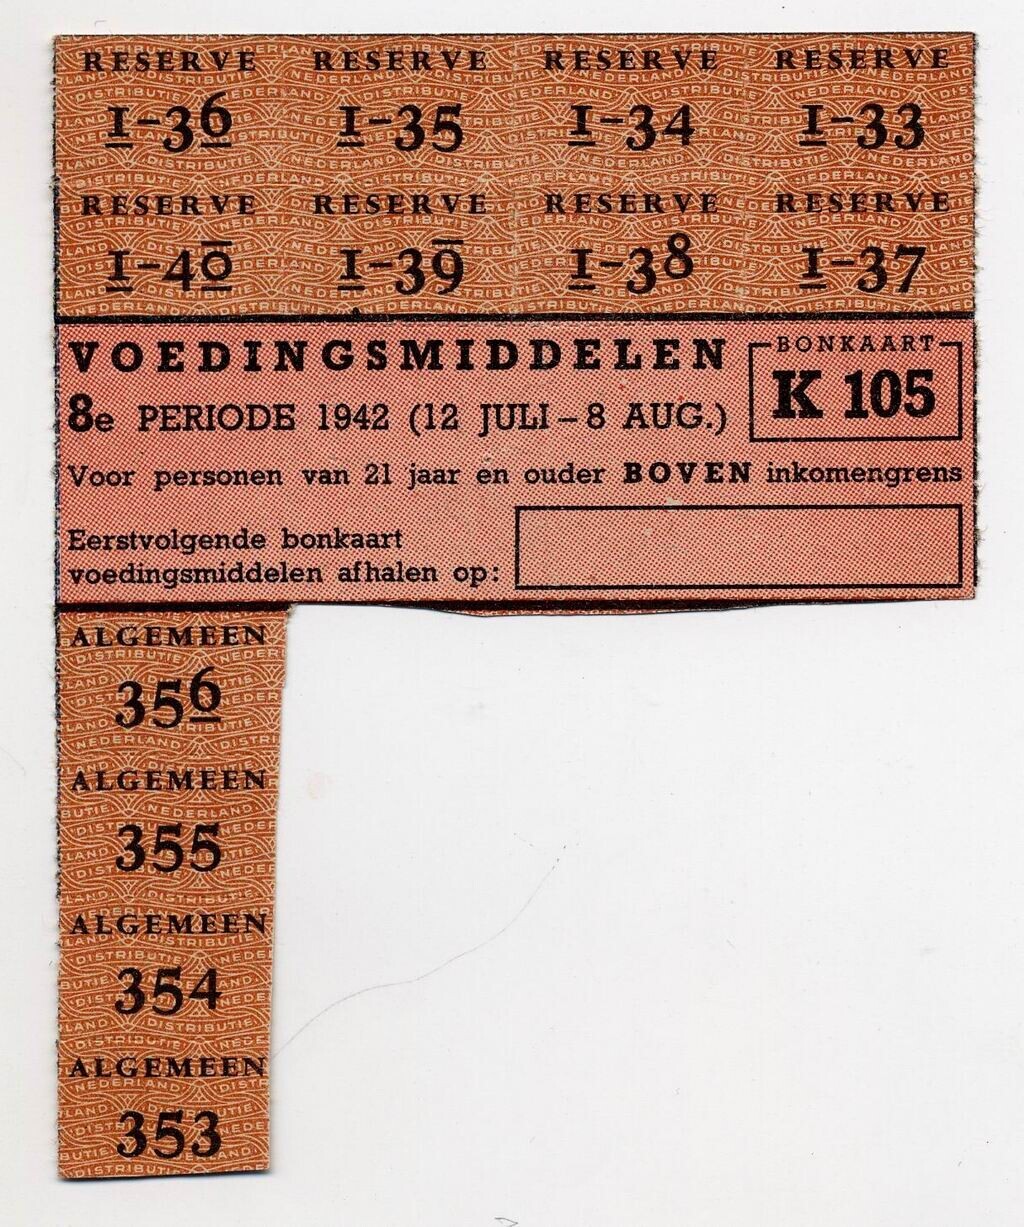 RESERVE RESERVE RESERVE RESERVE
I-36 I-35 I-34 I-33
RESERVE RESERVE RESERVE RESERVE
I-40 I-39 I-38 I-37
VOEDINGSMIDDELEN
BONKAART
K 105
8e PERIODE 1942 (12 JULI – 8 AUG.)
Voor personen van 21 jaar en ouder BOVEN inkomengrens
Eerstvolgende bonkaart
voedingsmiddelen afhalen op:
ALGEMEEN
356
ALGEMEEN
355
ALGEMEEN
354
ALGEMEEN
353